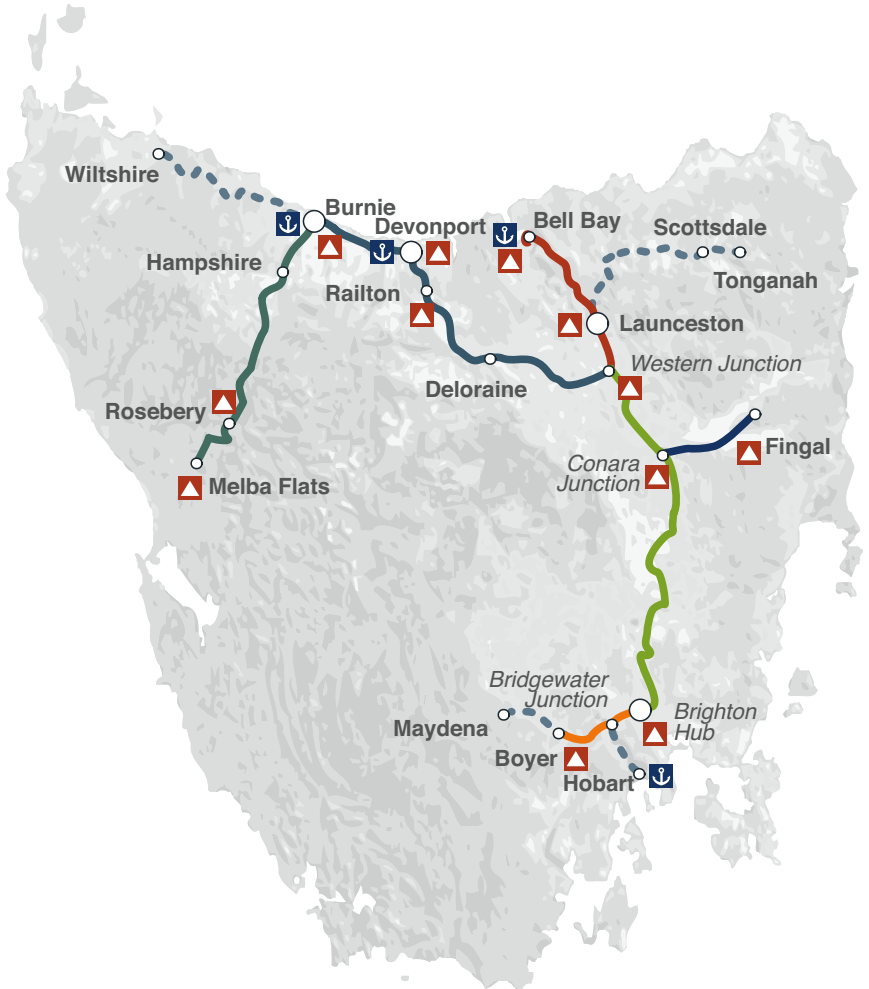 Wiltshire
Burnie
Devonport
Bell Bay
Scottsdale
Hampshire
Tonganah
Railton
Launceston
Western Junction
Deloraine
Rosebery
Fingal
Conara
Junction
Melba Flats
Bridgewater
Junction
Brighton
Hub
Maydena
Boyer
Hobart